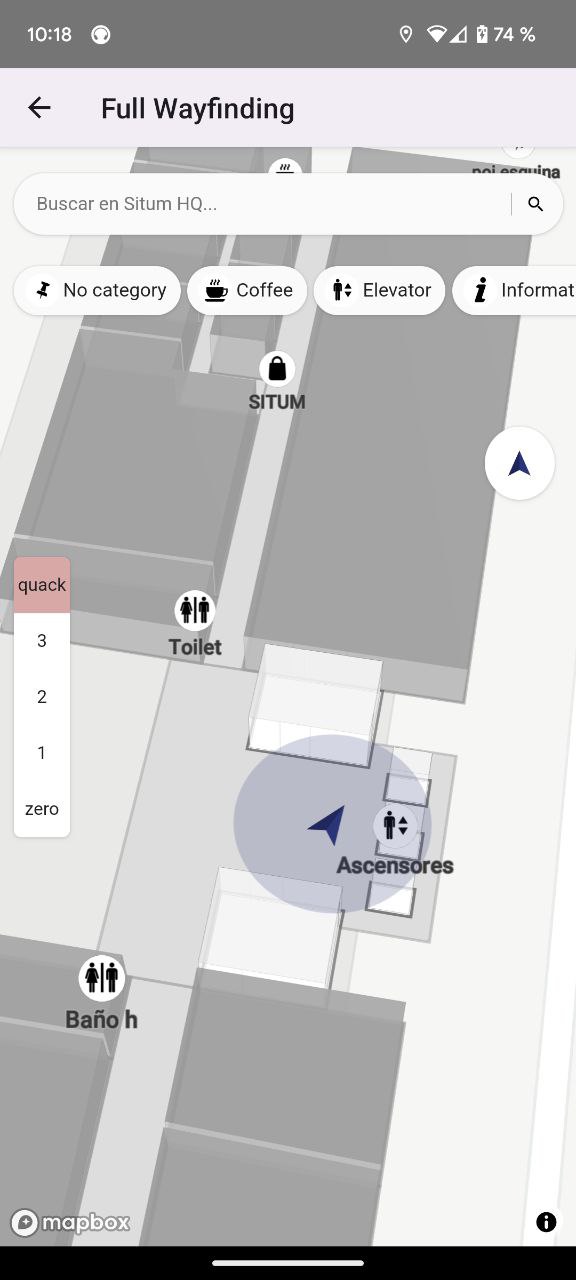 10:18
74 %
Full Wayfinding
poi esquina
Buscar en Situm HQ...
No category
Coffee
Elevator
Informat
SITUM
quack
3
2
1
zero
Toilet
Ascensores
Baño h
mapbox